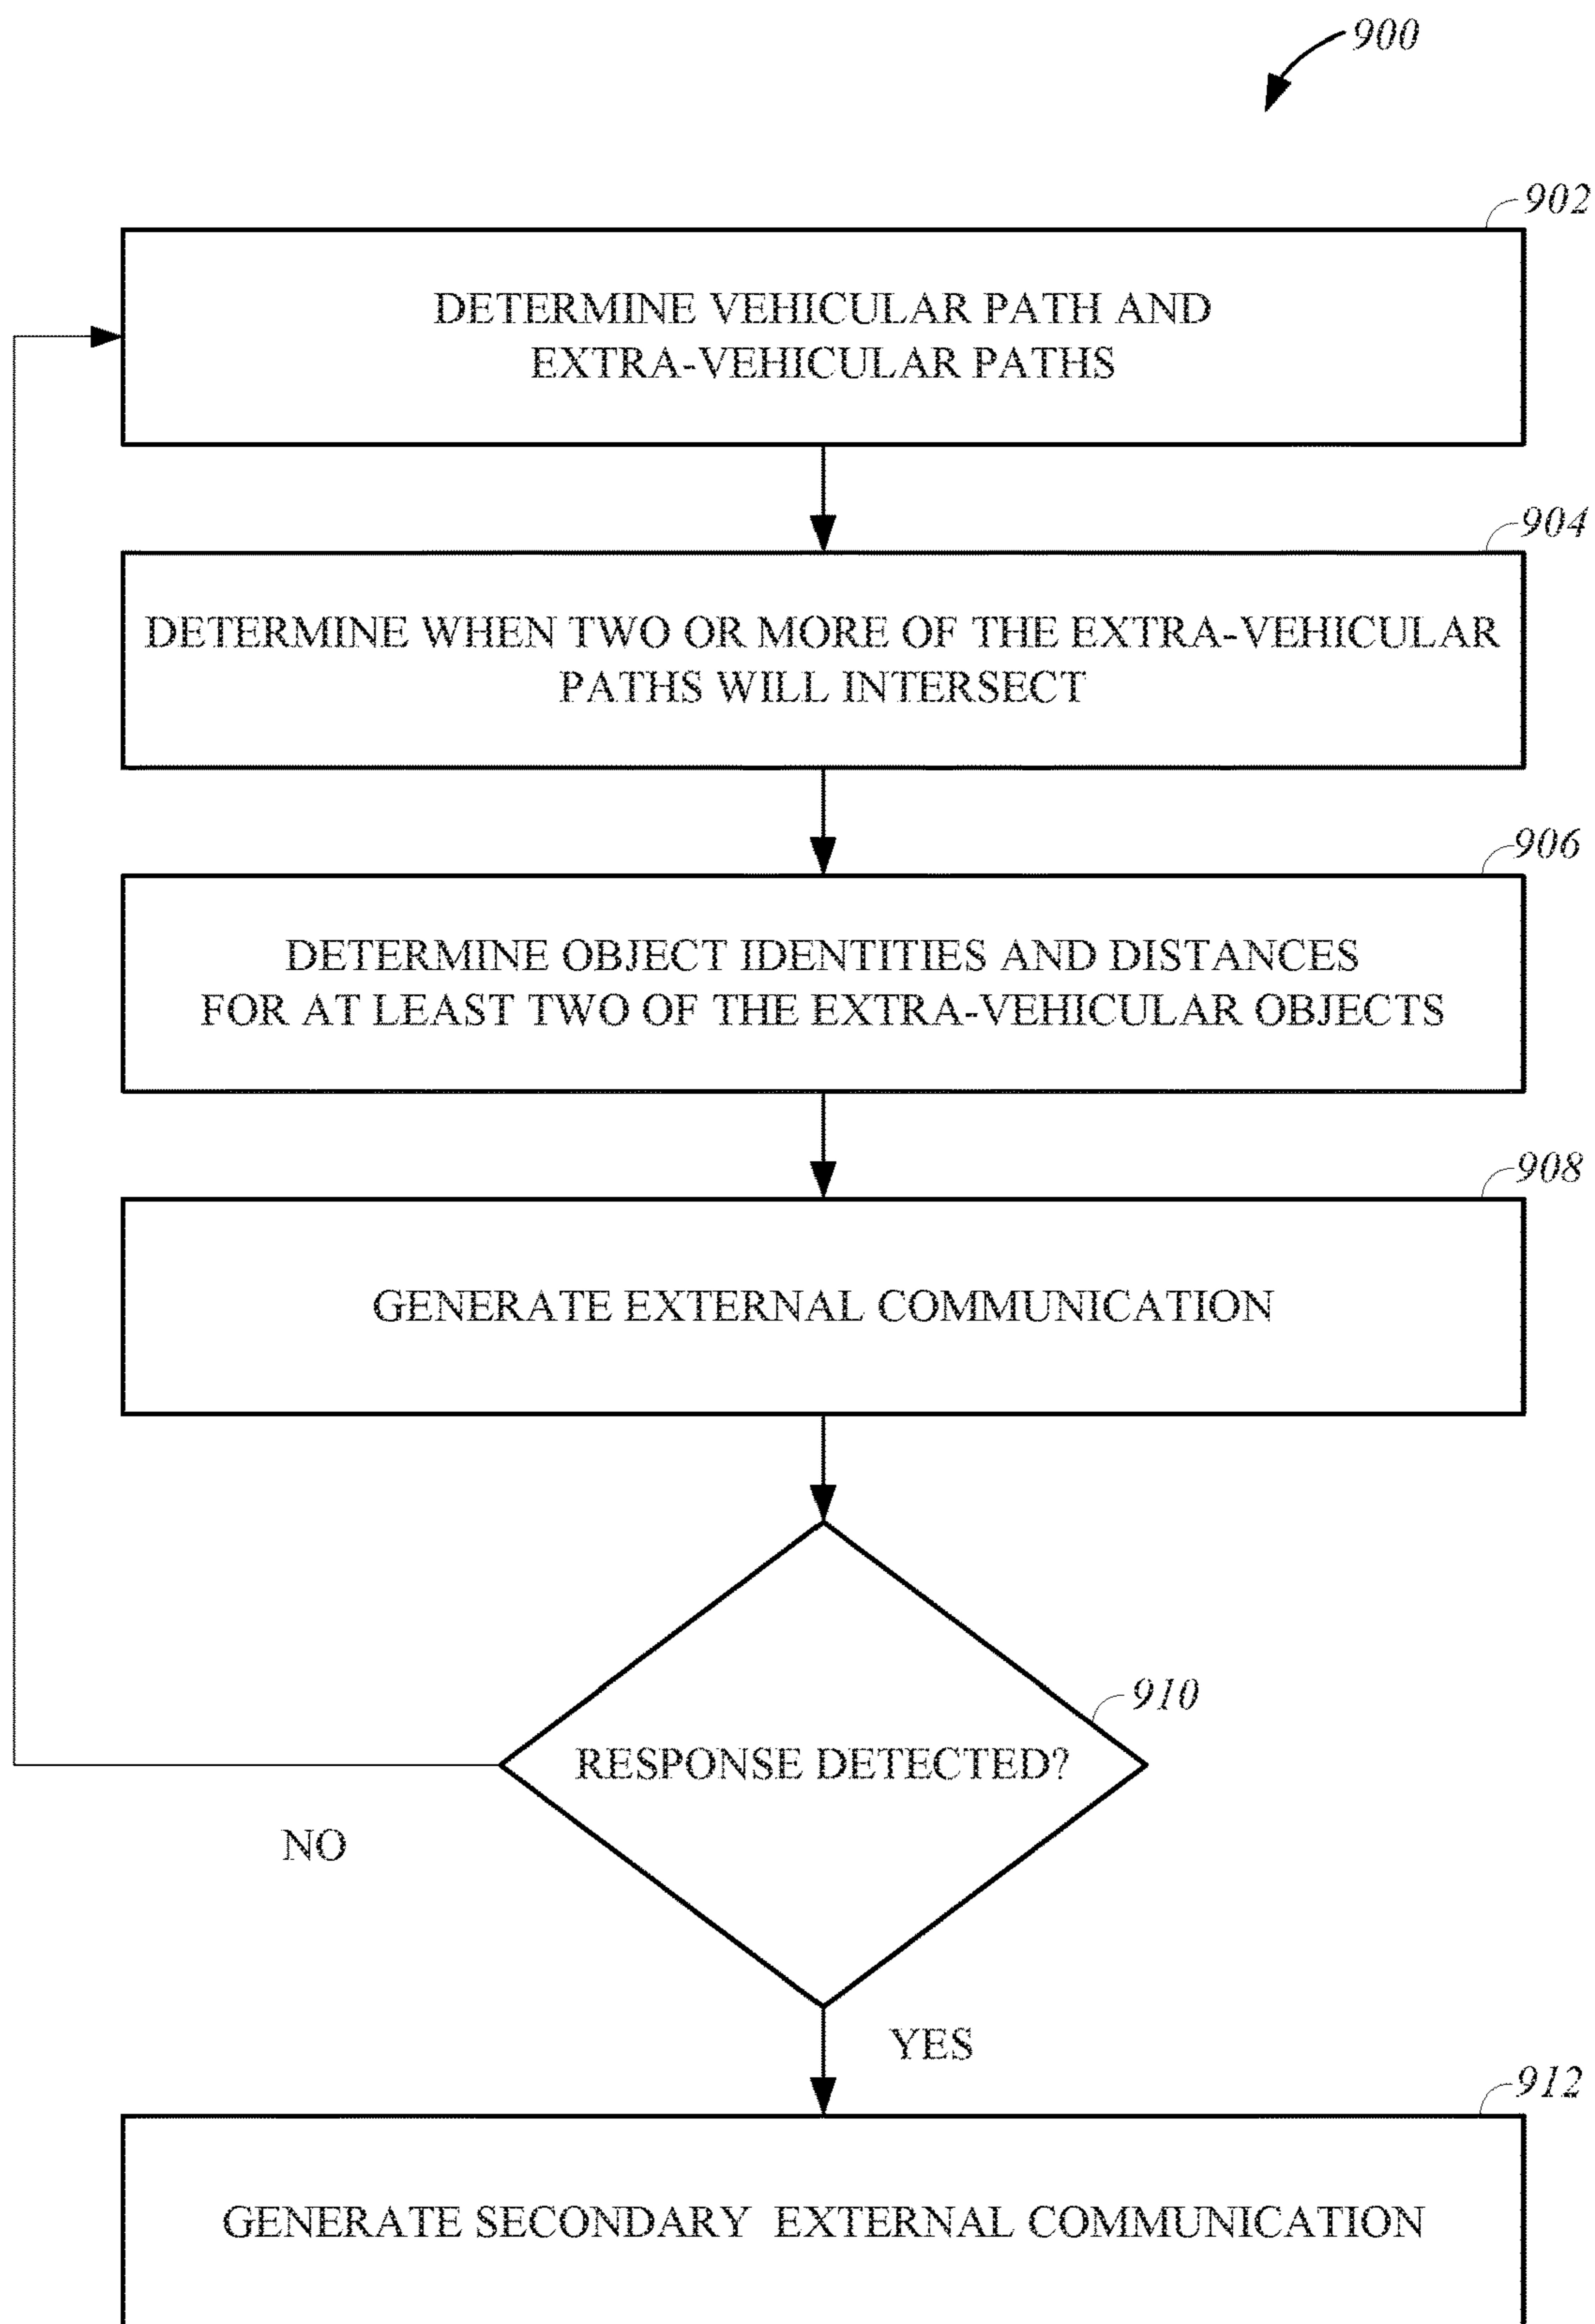 900
902
DETERMINE VEHICULAR PATH AND
EXTRA-VEHICULAR PATHS
904
DETERMINE WHEN TWO OR MORE OF THE EXTRA-VEHICULAR
PATHS WILL INTERSECT
906
DETERMINE OBJECT IDENTITIES AND DISTANCES
FOR AT LEAST TWO OF THE EXTRA-VEHICULAR OBJECTS
908
GENERATE EXTERNAL COMMUNICATION
910
RESPONSE DETECTED?
NO
YES
912
GENERATE SECONDARY EXTERNAL COMMUNICATION